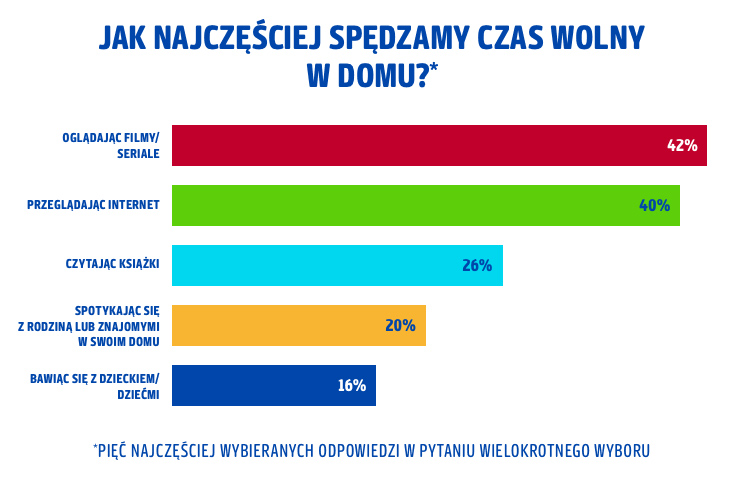 JAK NAJCZĘŚCIEJ SPĘDZAMY CZAS WOLNY
W DOMU?*
OGLĄDAJĄC FILMY/
SERIALE
42%
PRZEGLĄDAJĄC INTERNET
40%
CZYTAJĄC KSIĄŻKI
26%
SPOTYKAJĄC SIĘ
Z RODZINĄ LUB ZNAJOMYMI
W SWOIM DOMU
20%
BAWIĄC SIĘ Z DZIECKIEM/
DZIEĆMI
16%
*PIĘĆ NAJCZĘŚCIEJ WYBIERANYCH ODPOWIEDZI W PYTANIU WIELOKROTNEGO WYBORU